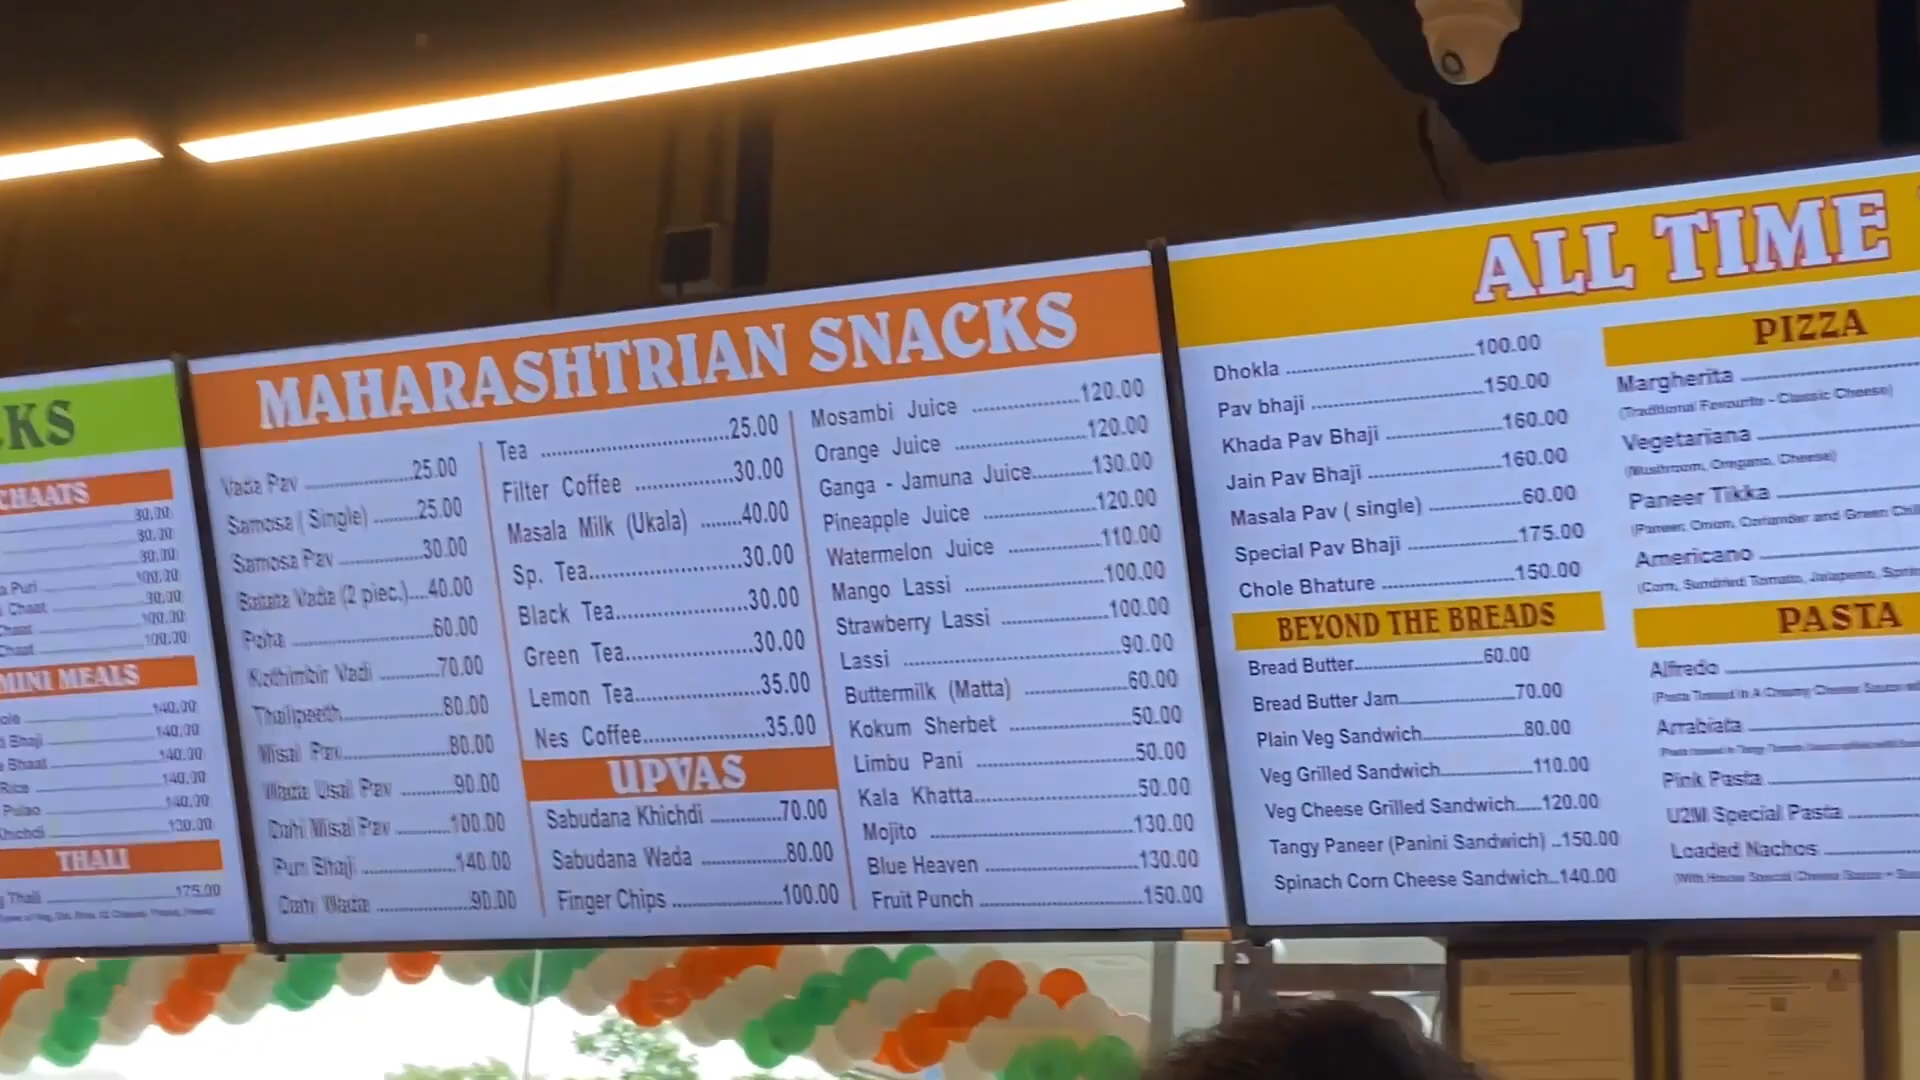 CKS
CHAATS
30.00
30.00
30.00
Puri 100.00
Chaat 30.00
Chaat 100.00
Chaat 100.00
MINI MEALS
140.00
Bhaji 140.00
Bhaat 140.00
Rice 140.00
Pulao 140.00
Khichdi 130.00
THALI
Thali 175.00
MAHARASHTRIAN SNACKS
Vada Pav 25.00
Samosa ( Single) 25.00
Samosa Pav 30.00
Batata Vada (2 piec.) 40.00
Poha 60.00
Kothimbir Vadi 70.00
Thalipeeth 80.00
Misal Pav 80.00
Wada Usal Pav 90.00
Dahi Misal Pav 100.00
Puri Bhaji 140.00
Dahi Wada 90.00
Tea 25.00
Filter Coffee 30.00
Masala Milk (Ukala) 40.00
Sp. Tea 30.00
Black Tea 30.00
Green Tea 30.00
Lemon Tea 35.00
Nes Coffee 35.00
UPVAS
Sabudana Khichdi 70.00
Sabudana Wada 80.00
Finger Chips 100.00
Mosambi Juice 120.00
Orange Juice 120.00
Ganga - Jamuna Juice 130.00
Pineapple Juice 120.00
Watermelon Juice 110.00
Mango Lassi 100.00
Strawberry Lassi 100.00
Lassi 90.00
Buttermilk (Matta) 60.00
Kokum Sherbet 50.00
Limbu Pani 50.00
Kala Khatta 50.00
Mojito 130.00
Blue Heaven 130.00
Fruit Punch 150.00
ALL TIME
Dhokla 100.00
Pav bhaji 150.00
Khada Pav Bhaji 160.00
Jain Pav Bhaji 160.00
Masala Pav ( single) 60.00
Special Pav Bhaji 175.00
Chole Bhature 150.00
BEYOND THE BREADS
Bread Butter 60.00
Bread Butter Jam 70.00
Plain Veg Sandwich 80.00
Veg Grilled Sandwich 110.00
Veg Cheese Grilled Sandwich 120.00
Tangy Paneer (Panini Sandwich) 150.00
Spinach Corn Cheese Sandwich 140.00
PIZZA
Margherita
(Traditional Favourite - Classic Cheese)
Vegetariana
(Mushroom, Oregano, Cheese)
Paneer Tikka
(Paneer, Onion, Coriander and Green
Americano
(Corn, Sundried Tomato, Jalapeno,
PASTA
Alfredo
(Pasta Tossed In A Creamy Cheese
Arrabiata
Pink Pasta
U2M Special Pasta
Loaded Nachos
(With House Special Cheese